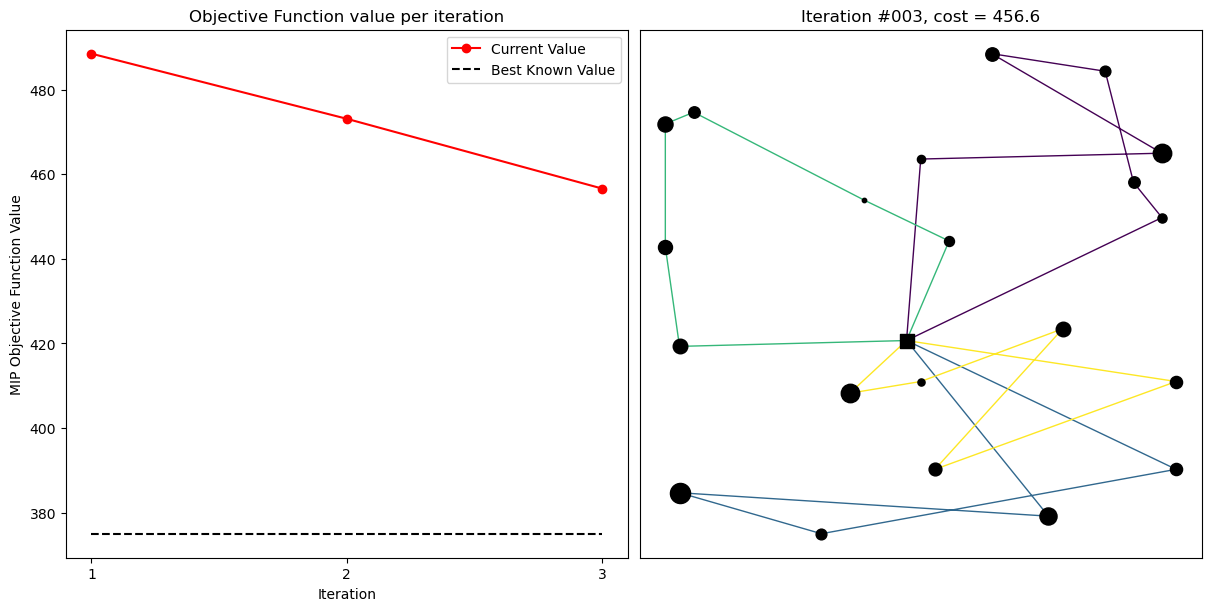 Objective Function value per iteration
Current Value
Best Known Value
MIP Objective Function Value
480
460
440
420
400
380
1
2
3
Iteration
Iteration #003, cost = 456.6